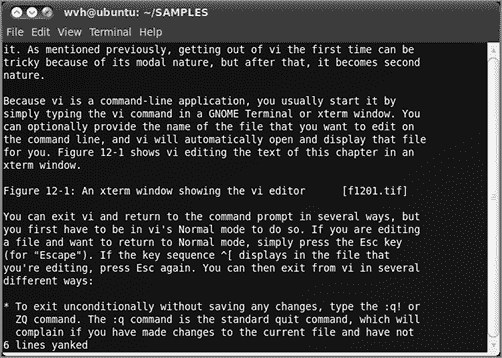 wvh@ubuntu: ~/SAMPLES
File Edit View Terminal Help
it. As mentioned previously, getting out of vi the first time can be
tricky because of its modal nature, but after that, it becomes second
nature.
Because vi is a command-line application, you usually start it by
simply typing the vi command in a GNOME Terminal or xterm window. You
can optionally provide the name of the file that you want to edit on
the command line, and vi will automatically open and display that file
for you. Figure 12-1 shows vi editing the text of this chapter in an
xterm window.
Figure 12-1: An xterm window showing the vi editor [f1201.tif]
You can exit vi and return to the command prompt in several ways, but
you first have to be in vi's Normal mode to do so. If you are editing
a file and want to return to Normal mode, simply press the Esc key
(for "Escape"). If the key sequence ^[ displays in the file that
you're editing, press Esc again. You can then exit from vi in several
different ways:
* To exit unconditionally without saving any changes, type the :q! or
ZQ command. The :q command is the standard quit command, which will
complain if you have made changes to the current file and have not
6 lines yanked